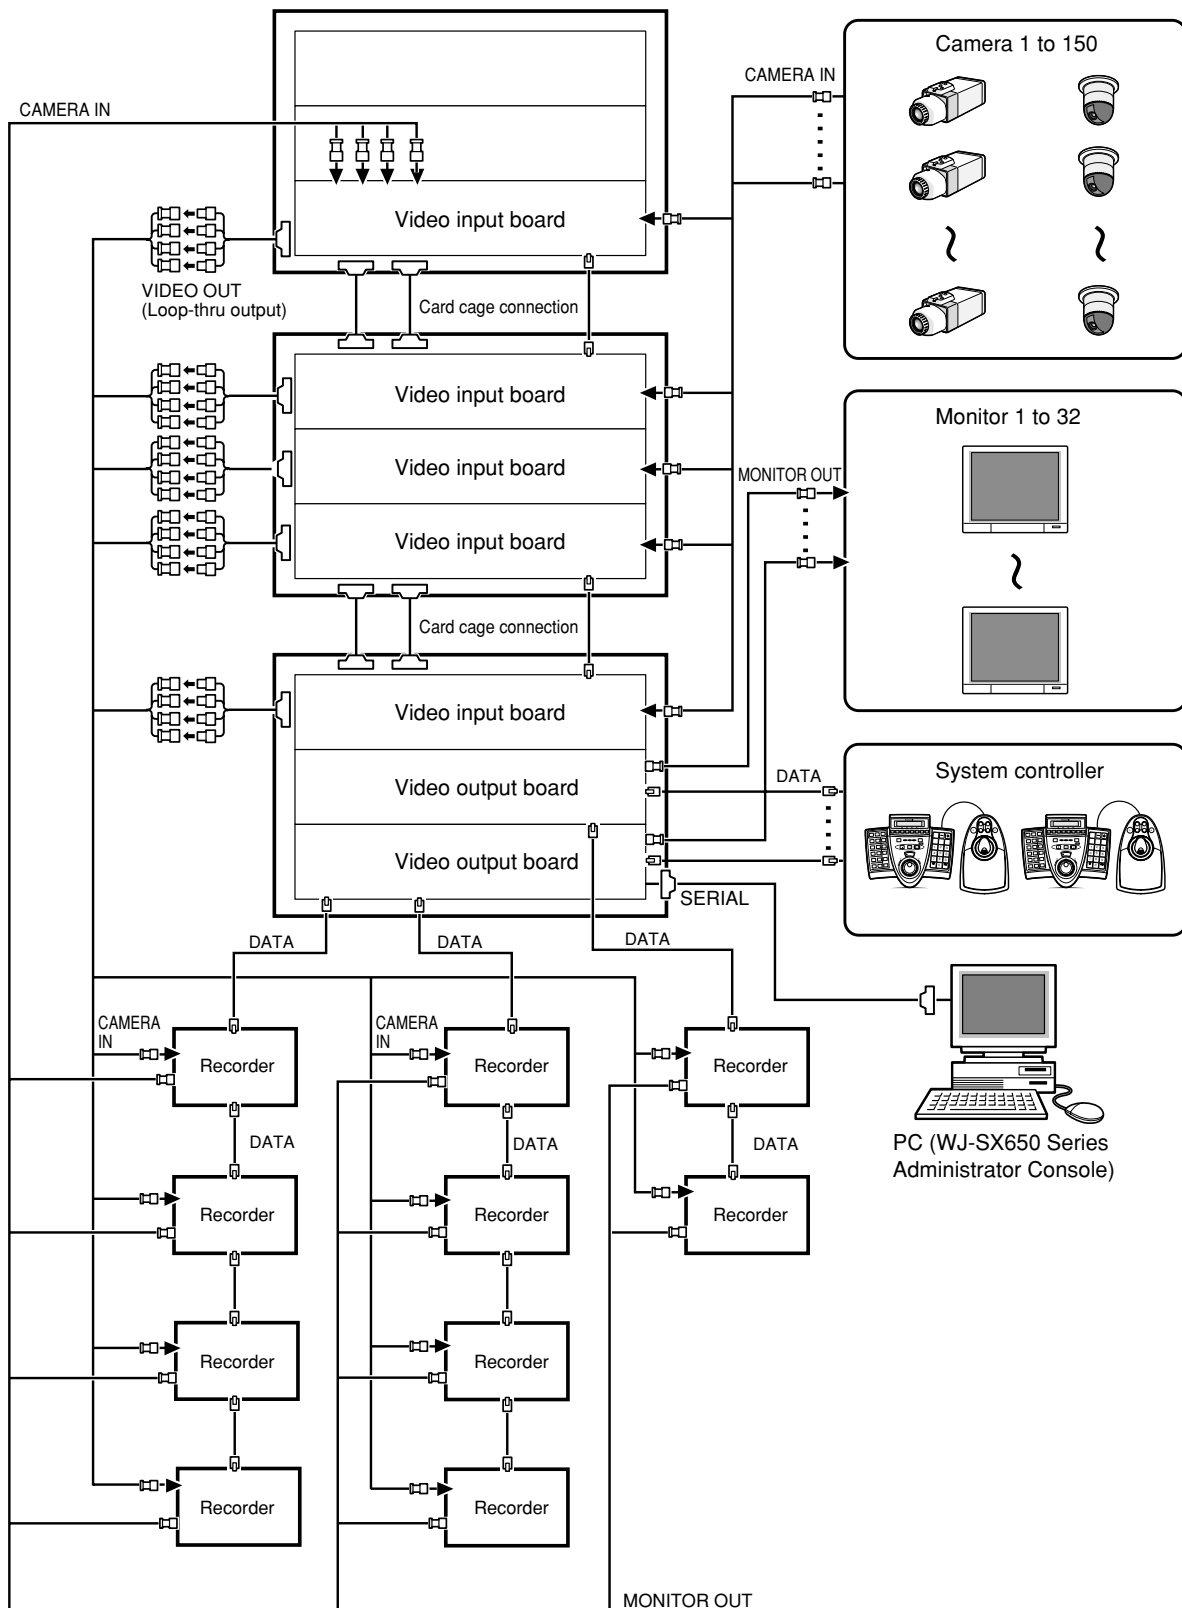 Camera 1 to 150
CAMERA IN
CAMERA IN
Video input board
VIDEO OUT
(Loop-thru output)
Card cage connection
Video input board
Monitor 1 to 32
Video input board
MONITOR OUT
Video input board
Card cage connection
Video input board
System controller
DATA
Video output board
Video output board
SERIAL
DATA
DATA
DATA
CAMERA
IN
CAMERA
IN
Recorder
Recorder
Recorder
DATA
DATA
DATA
PC (WJ-SX650 Series
Administrator Console)
Recorder
Recorder
Recorder
Recorder
Recorder
Recorder
Recorder
MONITOR OUT